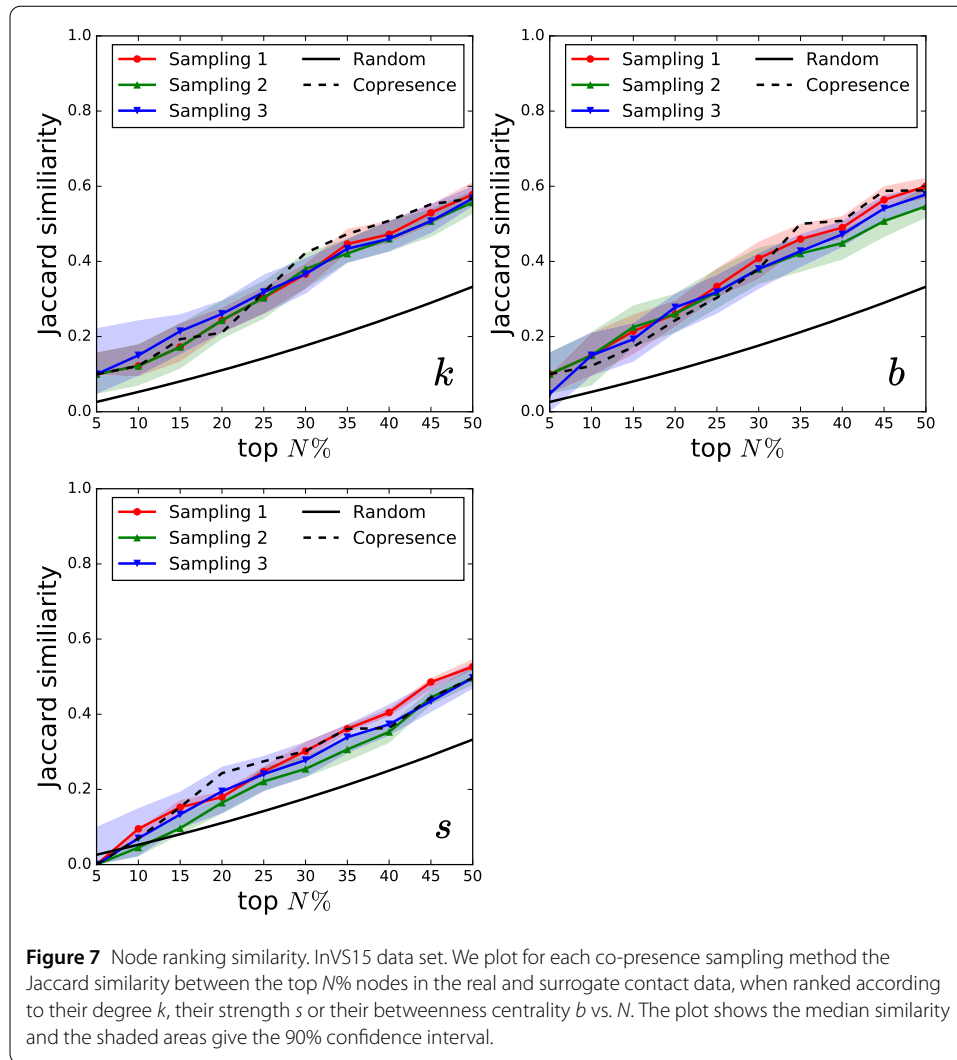 1.0
0.8
0.6
0.4
0.2
0.0
Jaccard similiarity
Sampling 1
Sampling 2
Sampling 3
Random
Copresence
k
5 10 15 20 25 30 35 40 45 50
top N%
1.0
0.8
0.6
0.4
0.2
0.0
Jaccard similiarity
Sampling 1
Sampling 2
Sampling 3
Random
Copresence
b
5 10 15 20 25 30 35 40 45 50
top N%
1.0
0.8
0.6
0.4
0.2
0.0
Jaccard similiarity
Sampling 1
Sampling 2
Sampling 3
Random
Copresence
s
5 10 15 20 25 30 35 40 45 50
top N%
Figure 7 Node ranking similarity. InVS15 data set. We plot for each co-presence sampling method the
Jaccard similarity between the top N% nodes in the real and surrogate contact data, when ranked according
to their degree k, their strength s or their betweenness centrality b vs. N. The plot shows the median similarity
and the shaded areas give the 90% confidence interval.